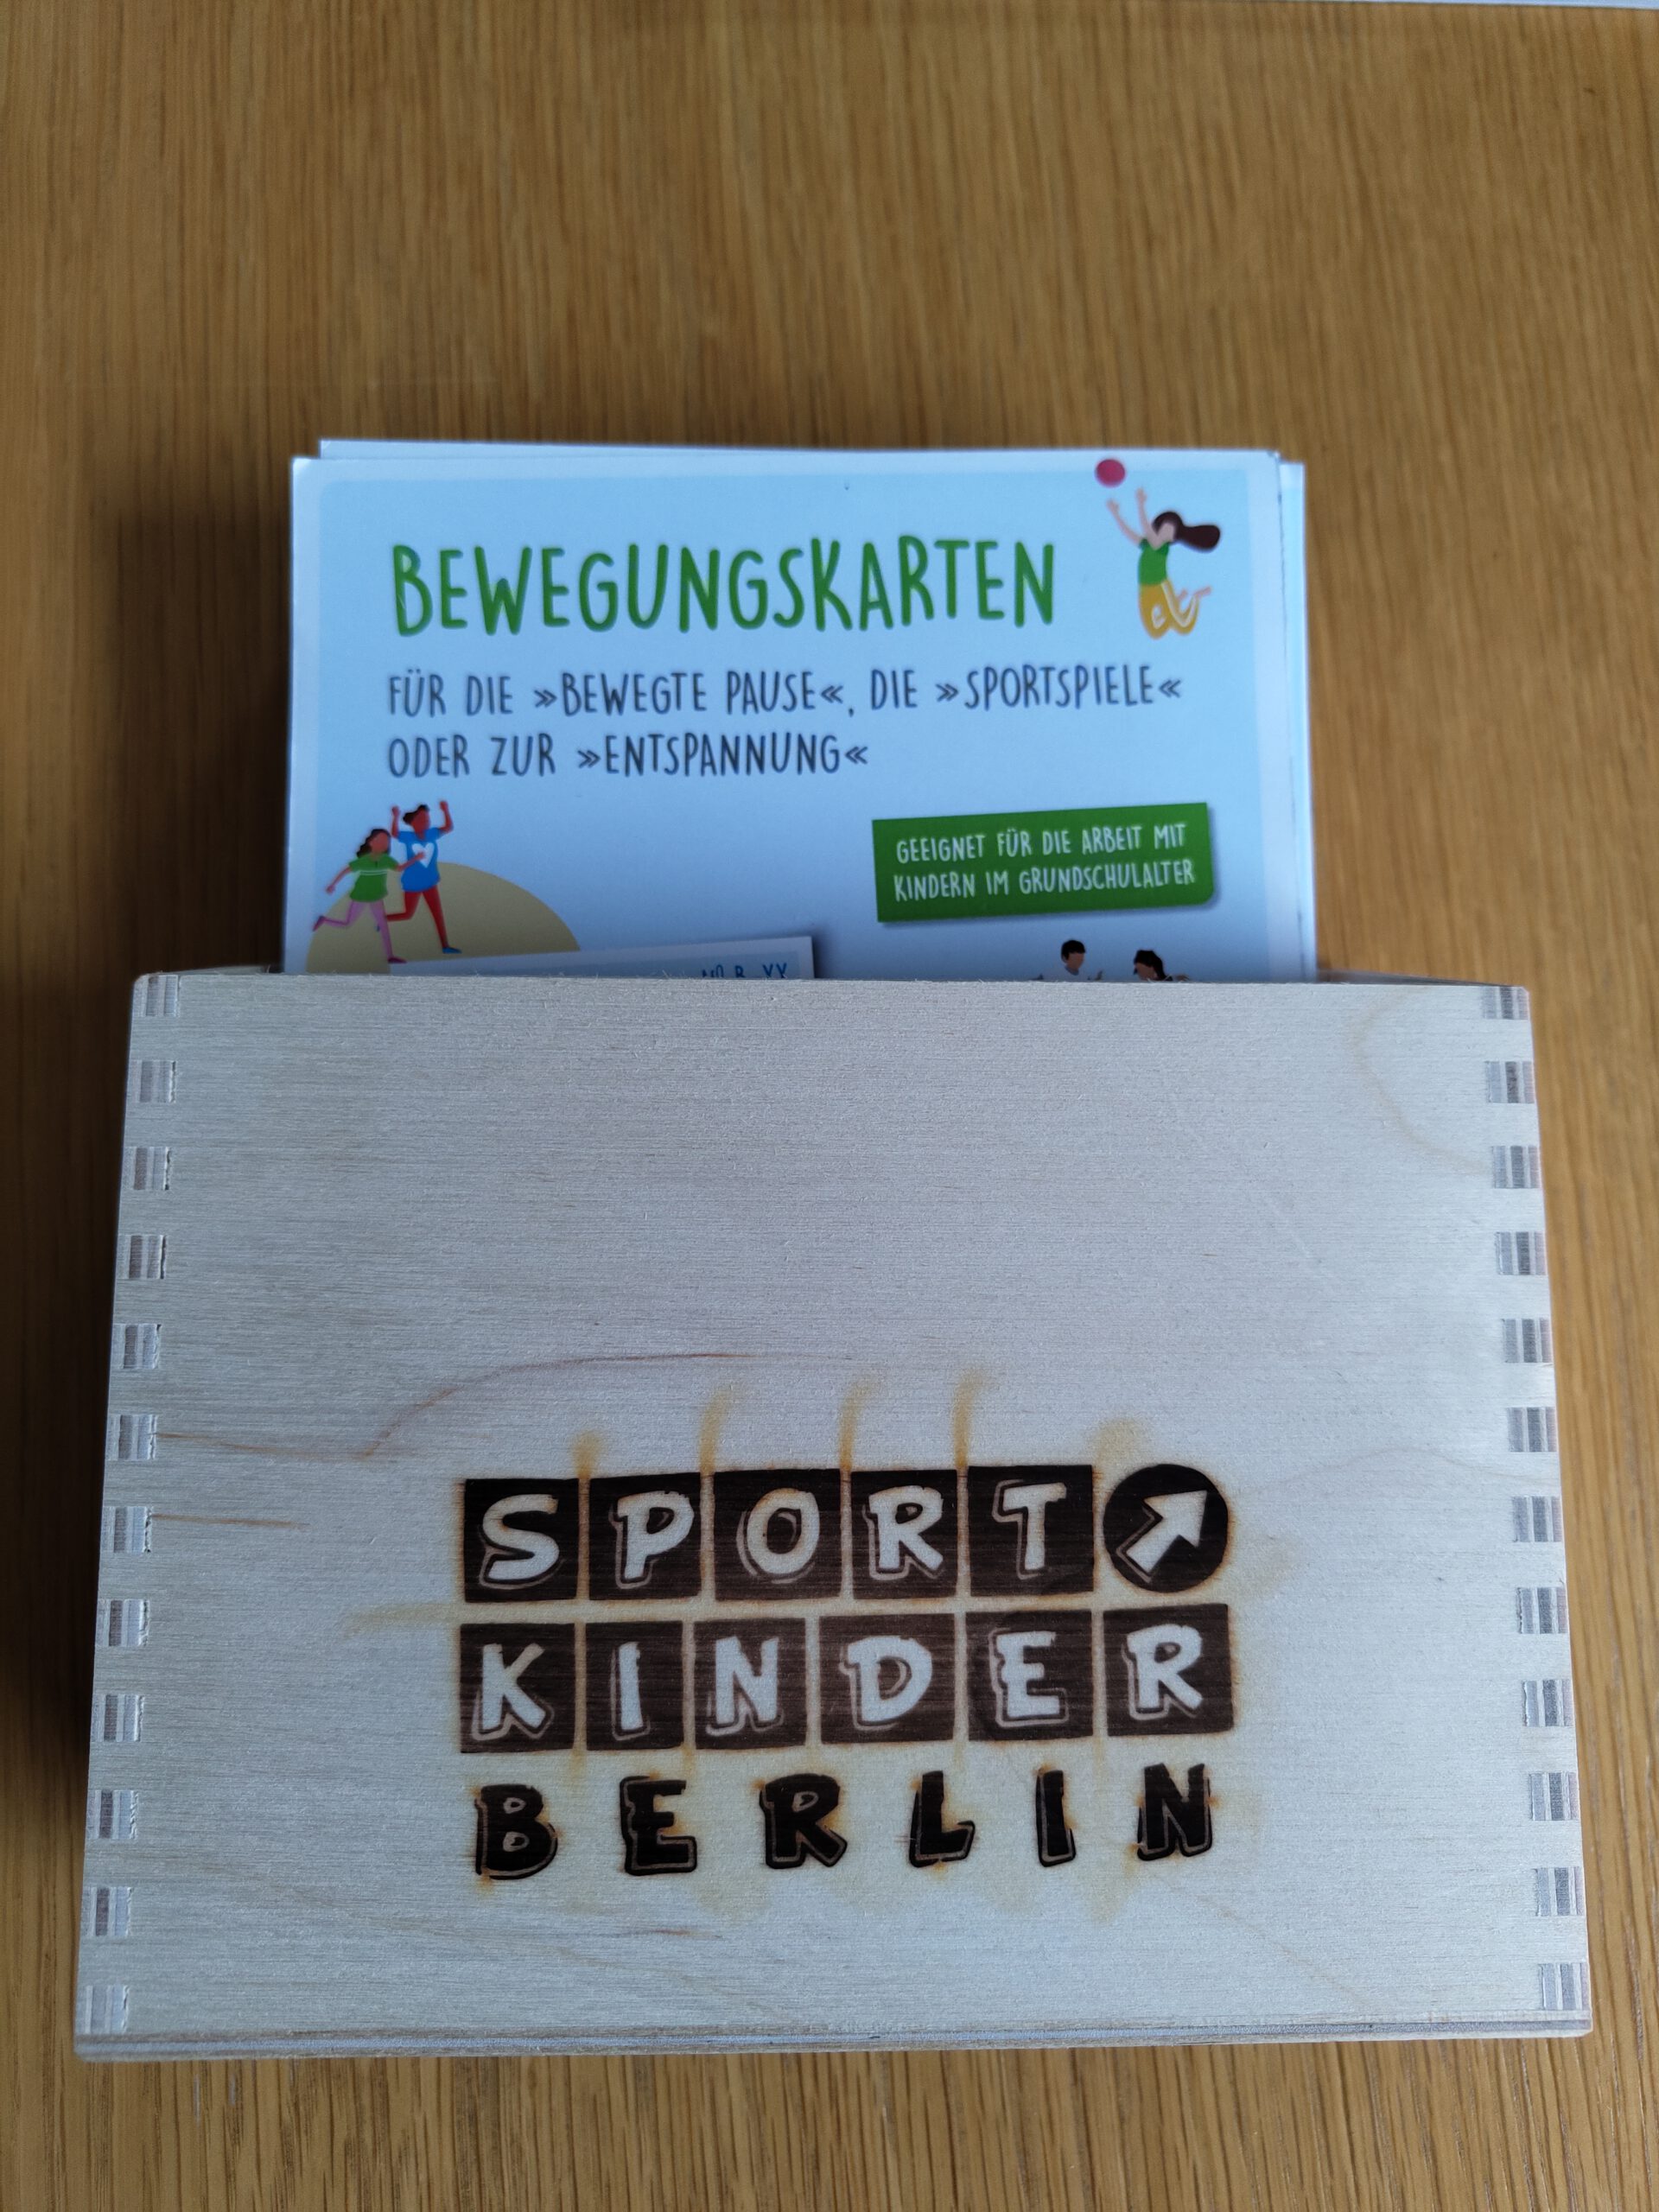 BEWEGUNGSKARTEN
FÜR DIE »BEWEGTE PAUSE«, DIE »SPORTSPIELE«
ODER ZUR »ENTSPANNUNG«
GEEIGNET FÜR DIE ARBEIT MIT
KINDERN IM GRUNDSCHULALTER
SPORT
KINDER
BERLIN